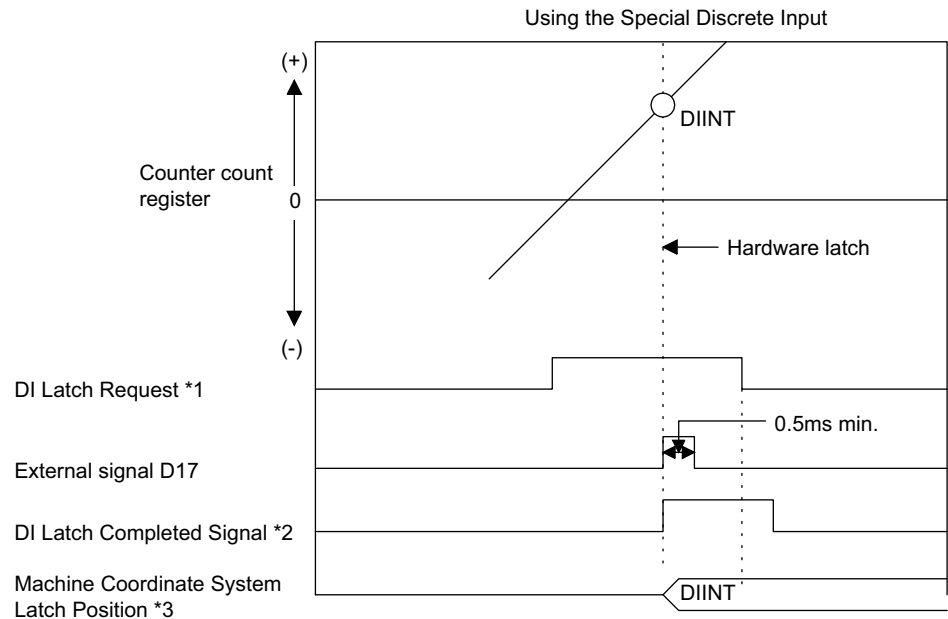 Using the Special Discrete Input
(+)
DIINT
Counter count
register
0
Hardware latch
(-)
DI Latch Request *1
0.5ms min.
External signal D17
DI Latch Completed Signal *2
Machine Coordinate System
Latch Position *3
DIINT